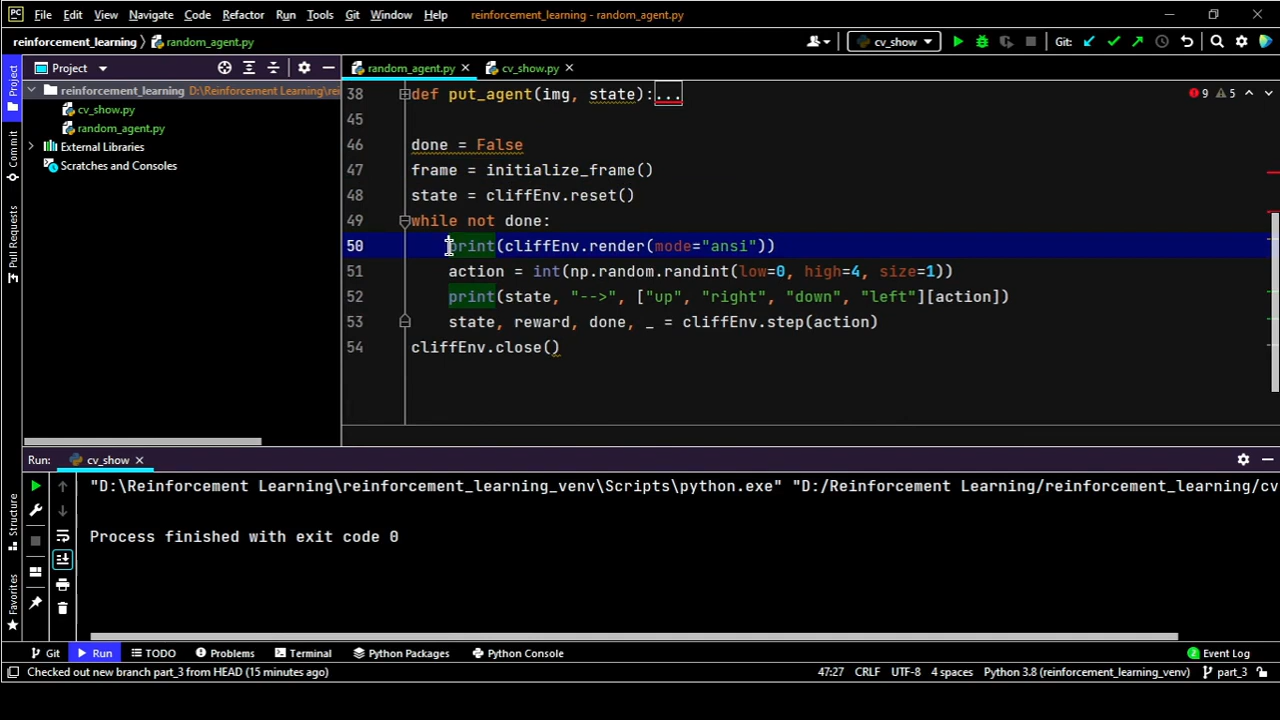 PC File Edit View Navigate Code Refactor Run Tools Git Window Help reinforcement_learning - random_agent.py
reinforcement_learning random_agent.py cv_show Git:
Project random_agent.py cv_show.py
reinforcement_learning D:\Reinforcement Learning\rei
cv_show.py
random_agent.py
External Libraries
Scratches and Consoles
Project
Commit
Pull Requests
Structure
Favorites
9 5
38 def put_agent(img, state):...
45
46 done = False
47 frame = initialize_frame()
48 state = cliffEnv.reset()
49 while not done:
50 print(cliffEnv.render(mode="ansi"))
51 action = int(np.random.randint(low=0, high=4, size=1))
52 print(state, "-->", ["up", "right", "down", "left"][action])
53 state, reward, done, _ = cliffEnv.step(action)
54 cliffEnv.close()
Run: cv_show
"D:\Reinforcement Learning\reinforcement_learning_venv\Scripts\python.exe" "D:/Reinforcement Learning/reinforcement_learning/cv
Process finished with exit code 0
Git Run TODO Problems Terminal Python Packages Python Console 2 Event Log
Checked out new branch part_3 from HEAD (15 minutes ago) 47:27 CRLF UTF-8 4 spaces Python 3.8 (reinforcement_learning_venv) part_3